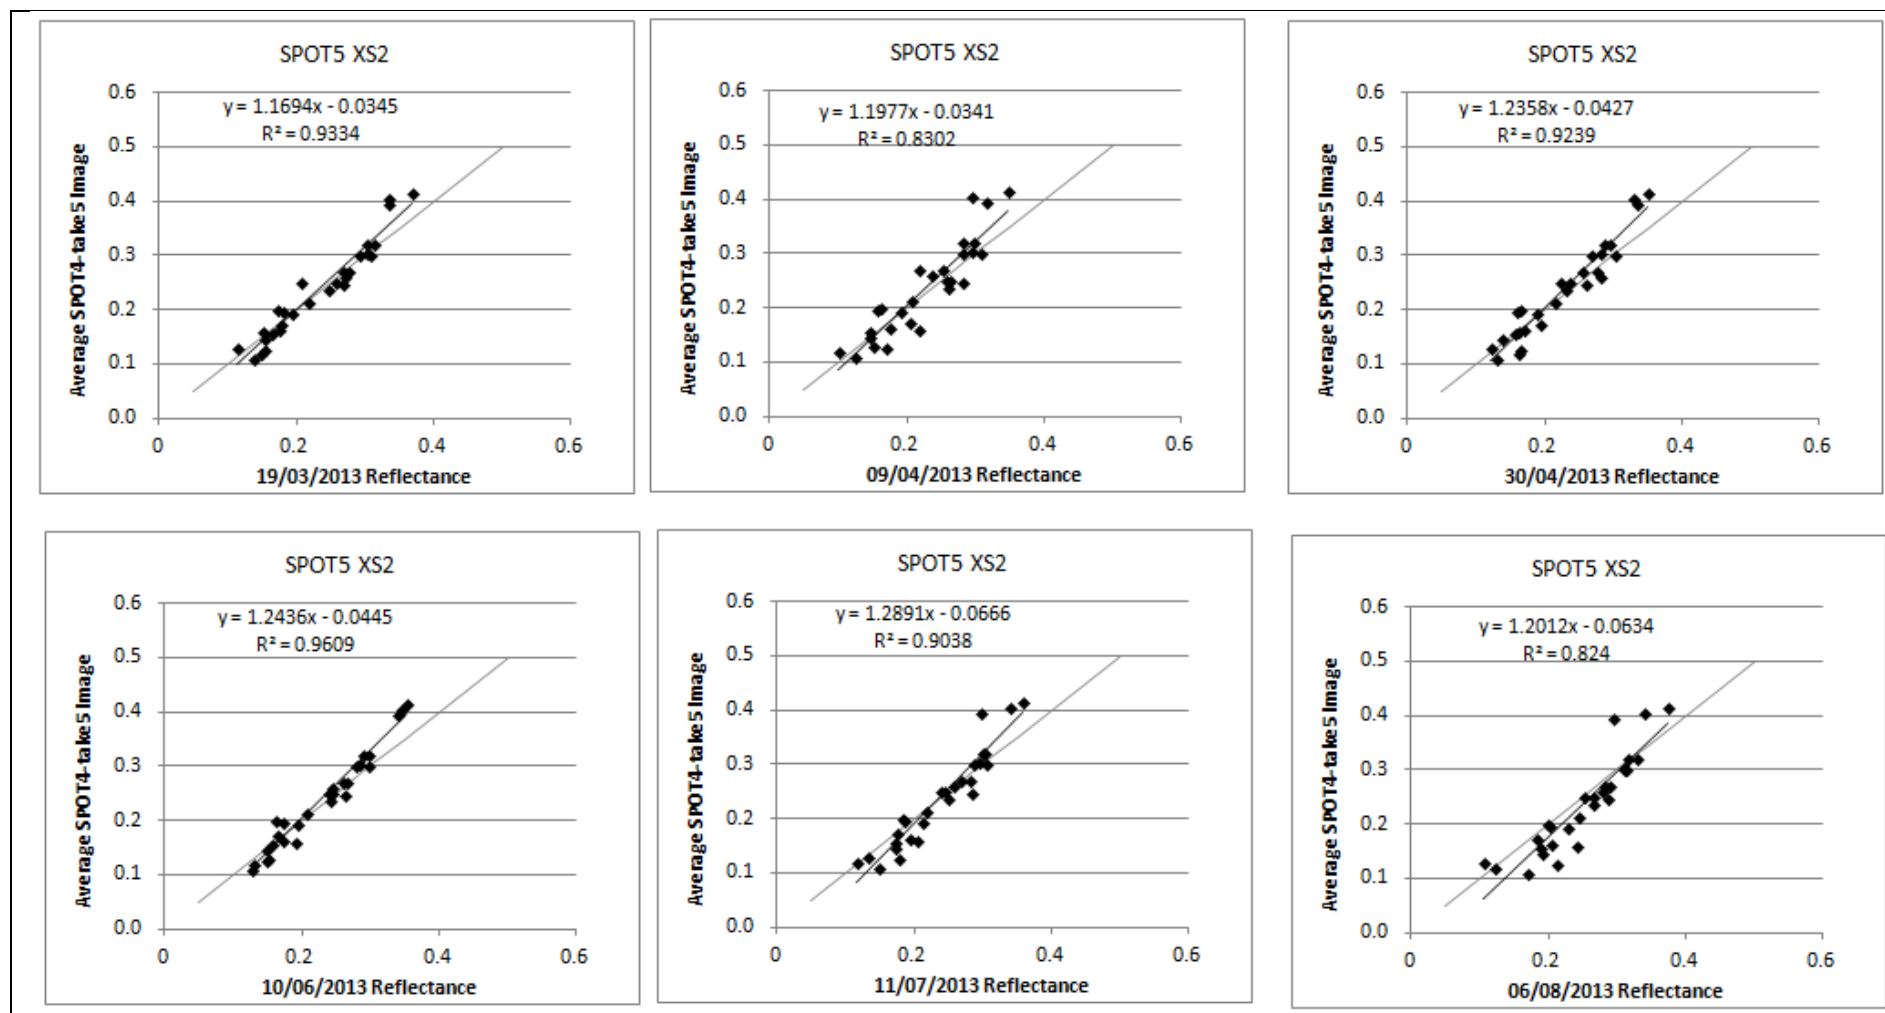 SPOT5 XS2
y = 1.1694x - 0.0345
R² = 0.9334
0.6
0.5
0.4
0.3
0.2
0.1
0.0
Average SPOT4-take5 Image
0 0.2 0.4 0.6
19/03/2013 Reflectance
SPOT5 XS2
y = 1.1977x - 0.0341
R² = 0.8302
0.6
0.5
0.4
0.3
0.2
0.1
0.0
Average SPOT4-take5 Image
0 0.2 0.4 0.6
09/04/2013 Reflectance
SPOT5 XS2
y = 1.2358x - 0.0427
R² = 0.9239
0.6
0.5
0.4
0.3
0.2
0.1
0.0
Average SPOT4-take5 Image
0 0.2 0.4 0.6
30/04/2013 Reflectance
SPOT5 XS2
y = 1.2436x - 0.0445
R² = 0.9609
0.6
0.5
0.4
0.3
0.2
0.1
0.0
Average SPOT4-take5 Image
0 0.2 0.4 0.6
10/06/2013 Reflectance
SPOT5 XS2
y = 1.2891x - 0.0666
R² = 0.9038
0.6
0.5
0.4
0.3
0.2
0.1
0.0
Average SPOT4-take5 Image
0 0.2 0.4 0.6
11/07/2013 Reflectance
SPOT5 XS2
y = 1.2012x - 0.0634
R² = 0.824
0.6
0.5
0.4
0.3
0.2
0.1
0.0
Average SPOT4-take5 Image
0 0.2 0.4 0.6
06/08/2013 Reflectance